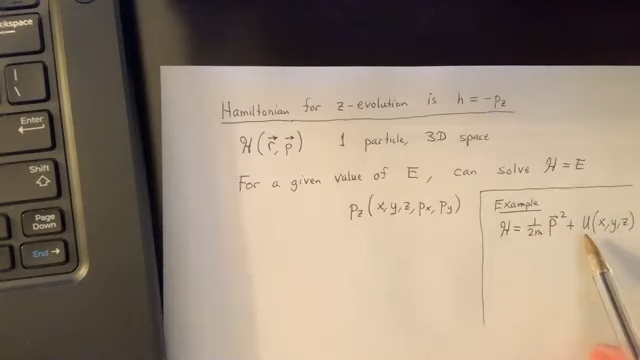 ckspace
|
\
Enter
Shift
Page
Down
End
Hamiltonian for z-evolution is h = -p_z
ℋ(r⃗, p⃗) 1 particle, 3D space
For a given value of E, can solve ℋ = E
p_z(x, y, z, p_x, p_y)
Example
ℋ = 1/2m p⃗² + U(x, y, z)